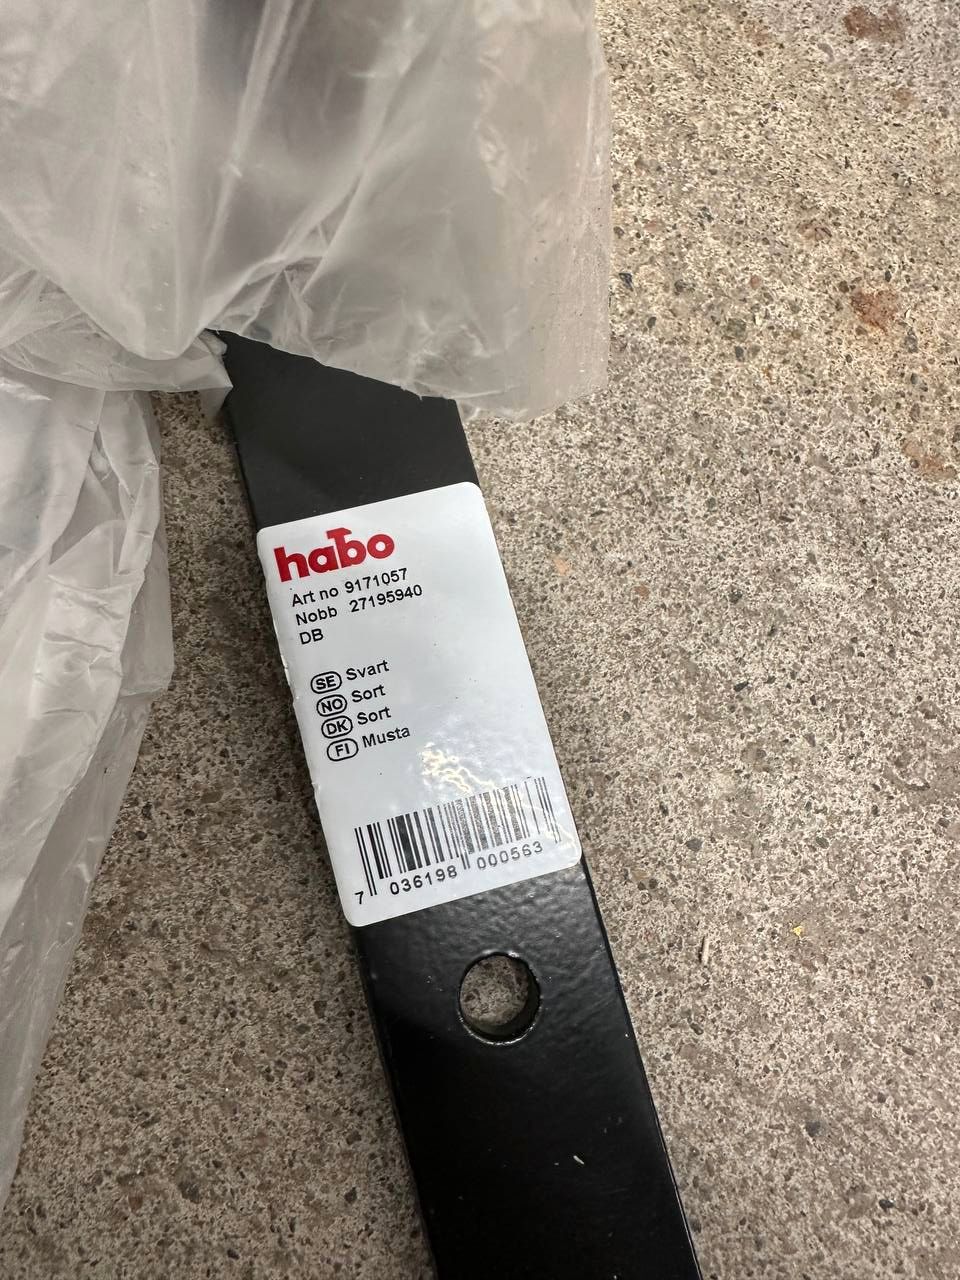 habo
Art no 9171057
Nobb 27195940
DB
SE Svart
NO Sort
DK Sort
FI Musta
7 036198 000563